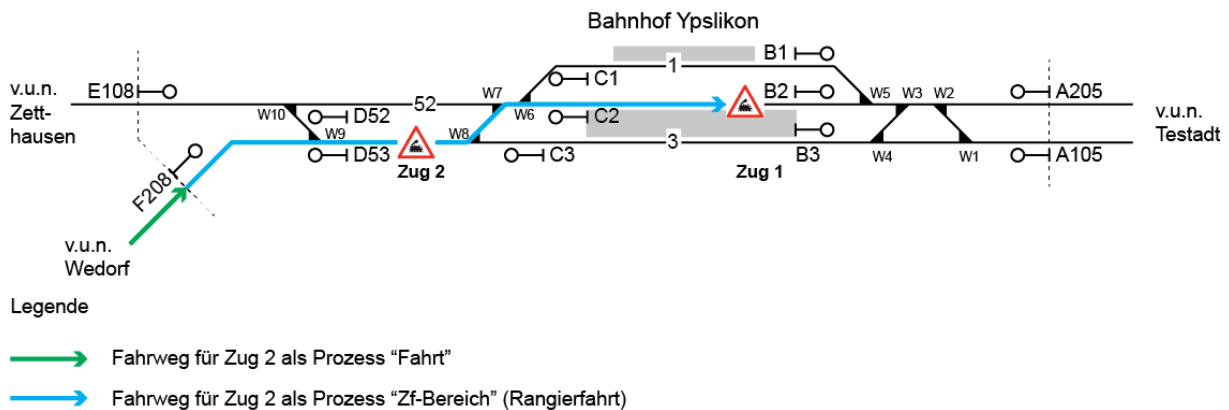 Bahnhof Ypslikon
v.u.n.
Zett-
hausen
E108
W10
D52
W9
D53
52
W8
W7
W6
C1
C2
C3
1
3
B1
B2
B3
W5
W3
W2
W4
W1
A205
A105
v.u.n.
Testadt
Zug 2
Zug 1
F208
v.u.n.
Wedorf
Legende
Fahrweg für Zug 2 als Prozess “Fahrt”
Fahrweg für Zug 2 als Prozess “Zf-Bereich” (Rangierfahrt)